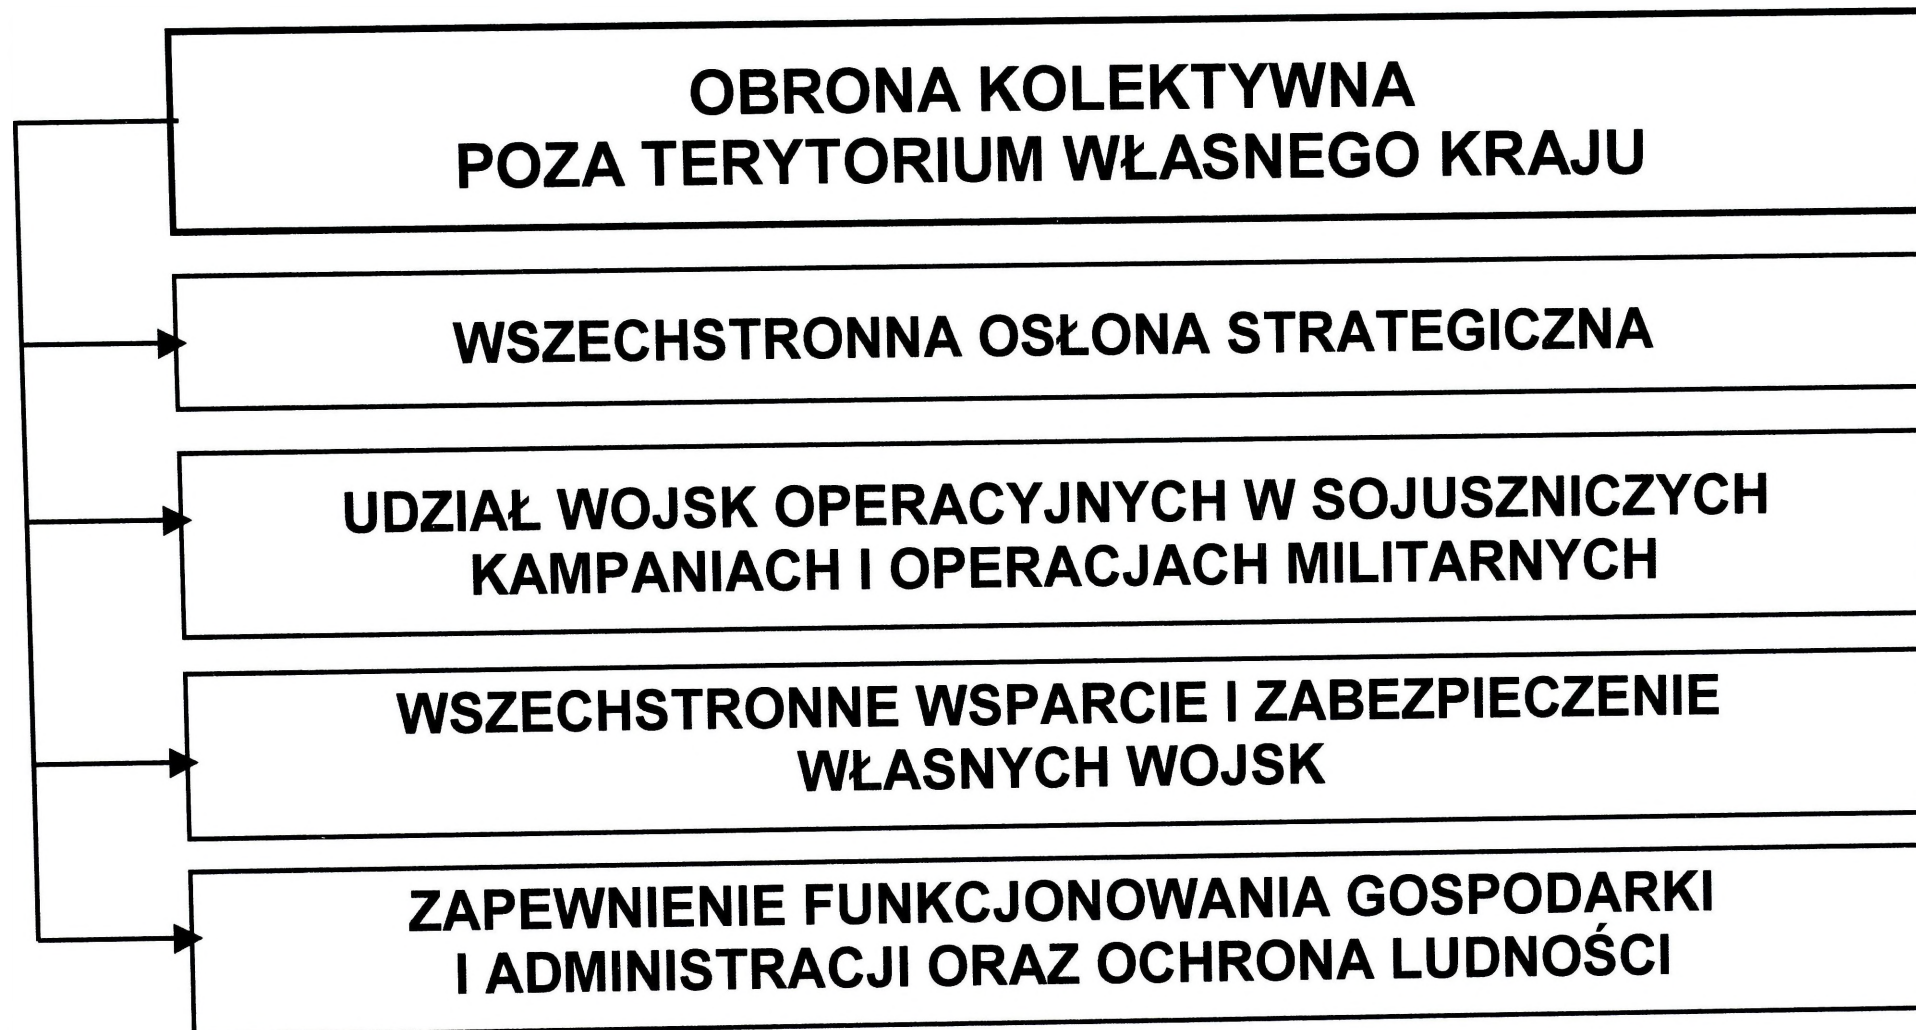 OBRONA KOLEKTYWNA
POZA TERYTORIUM WŁASNEGO KRAJU
WSZECHSTRONNA OSŁONA STRATEGICZNA
UDZIAŁ WOJSK OPERACYJNYCH W SOJUSZNICZYCH
KAMPANIACH I OPERACJACH MILITARNYCH
WSZECHSTRONNE WSPARCIE I ZABEZPIECZENIE
WŁASNYCH WOJSK
ZAPEWNIENIE FUNKCJONOWANIA GOSPODARKI
I ADMINISTRACJI ORAZ OCHRONA LUDNOŚCI